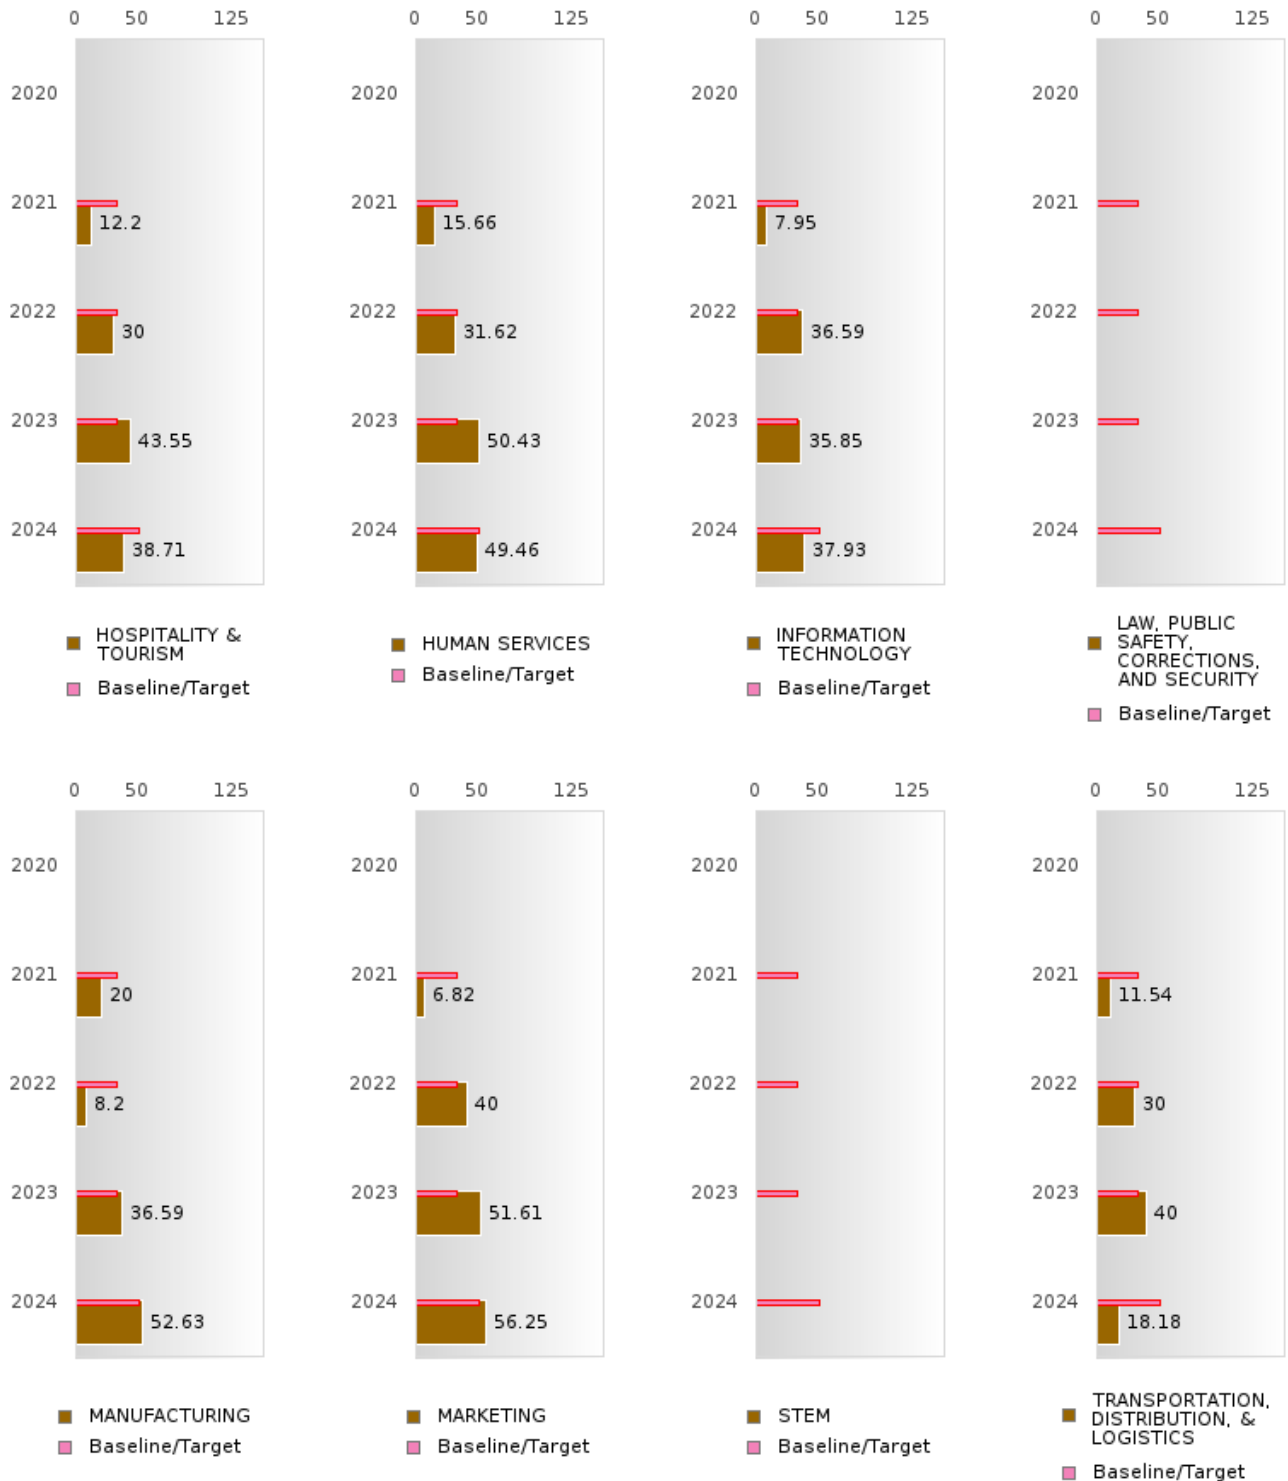 0 50 125
2020
2021
12.2
2022
30
2023
43.55
2024
38.71
HOSPITALITY &
TOURISM
Baseline/Target
0 50 125
2020
2021
15.66
2022
31.62
2023
50.43
2024
49.46
HUMAN SERVICES
Baseline/Target
0 50 125
2020
2021
7.95
2022
36.59
2023
35.85
2024
37.93
INFORMATION
TECHNOLOGY
Baseline/Target
0 50 125
2020
2021
2022
2023
2024
LAW, PUBLIC
SAFETY,
CORRECTIONS,
AND SECURITY
Baseline/Target
0 50 125
2020
2021
20
2022
8.2
2023
36.59
2024
52.63
MANUFACTURING
Baseline/Target
0 50 125
2020
2021
6.82
2022
40
2023
51.61
2024
56.25
MARKETING
Baseline/Target
0 50 125
2020
2021
2022
2023
2024
STEM
Baseline/Target
0 50 125
2020
2021
11.54
2022
30
2023
40
2024
18.18
TRANSPORTATION,
DISTRIBUTION, &
LOGISTICS
Baseline/Target